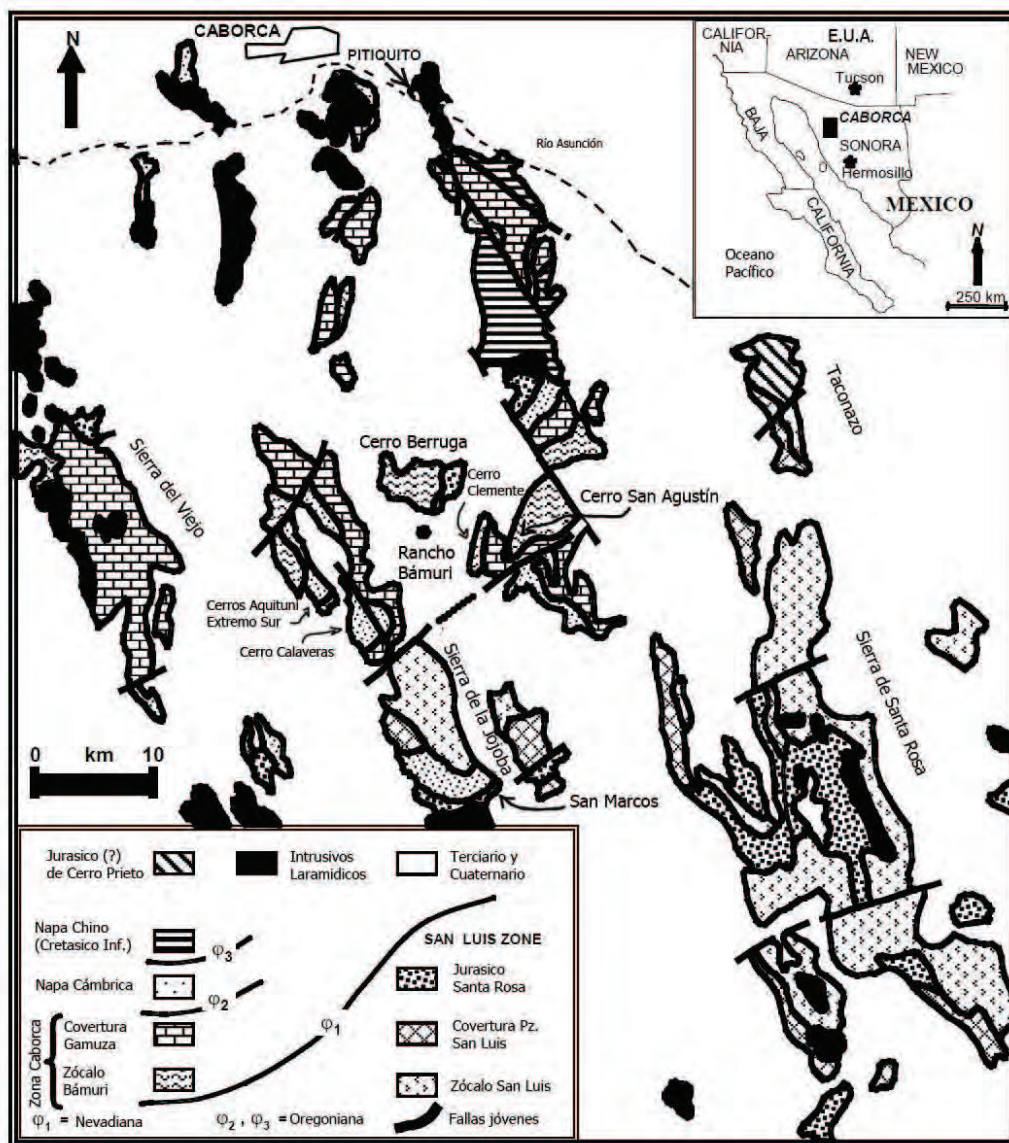 CABORCA
N
PITIQUITO
Río Asunción
CALIFOR-
NIA
E.U.A.
ARIZONA
NEW
MEXICO
Tucson
CABORCA
SONORA
Hermosillo
BAJA
CALIFORNIA
MEXICO
Oceano
Pacífico
N
250 km
Taconazo
Sierra del Viejo
Cerro Berruga
Cerro
Clemente
Cerro San Agustín
Rancho
Bámuri
Cerros Aquituni
Extremo Sur
Cerro Calaveras
Sierra de la Jojoba
Sierra de Santa Rosa
San Marcos
0 km 10
Jurasico (?)
de Cerro Prieto
Intrusivos
Laramidicos
Terciario y
Cuaternario
Napa Chino
(Cretasico Inf.)
φ3
Napa Cámbrica
φ2
φ1
Zona Caborca
Covertura
Gamuza
Zócalo
Bámuri
SAN LUIS ZONE
Jurasico
Santa Rosa
Covertura Pz.
San Luis
Zócalo San Luis
Fallas jóvenes
φ1 = Nevadiana
φ2 , φ3 = Oregoniana